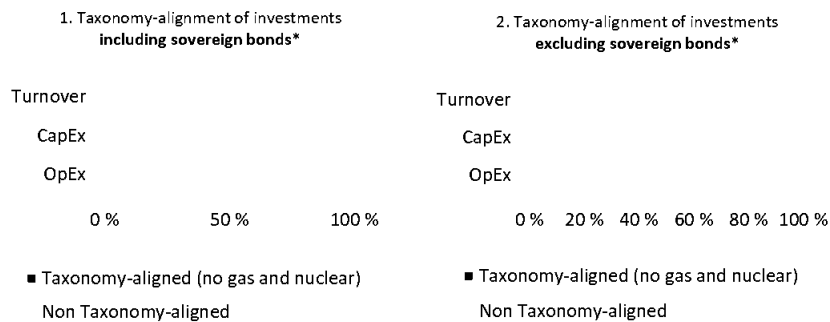 1. Taxonomy-alignment of investments
including sovereign bonds*
Turnover
CapEx
OpEx
0 % 50 % 100 %
■ Taxonomy-aligned (no gas and nuclear)
Non Taxonomy-aligned
2. Taxonomy-alignment of investments
excluding sovereign bonds*
Turnover
CapEx
OpEx
0 % 20 % 40 % 60 % 80 % 100 %
■ Taxonomy-aligned (no gas and nuclear)
Non Taxonomy-aligned